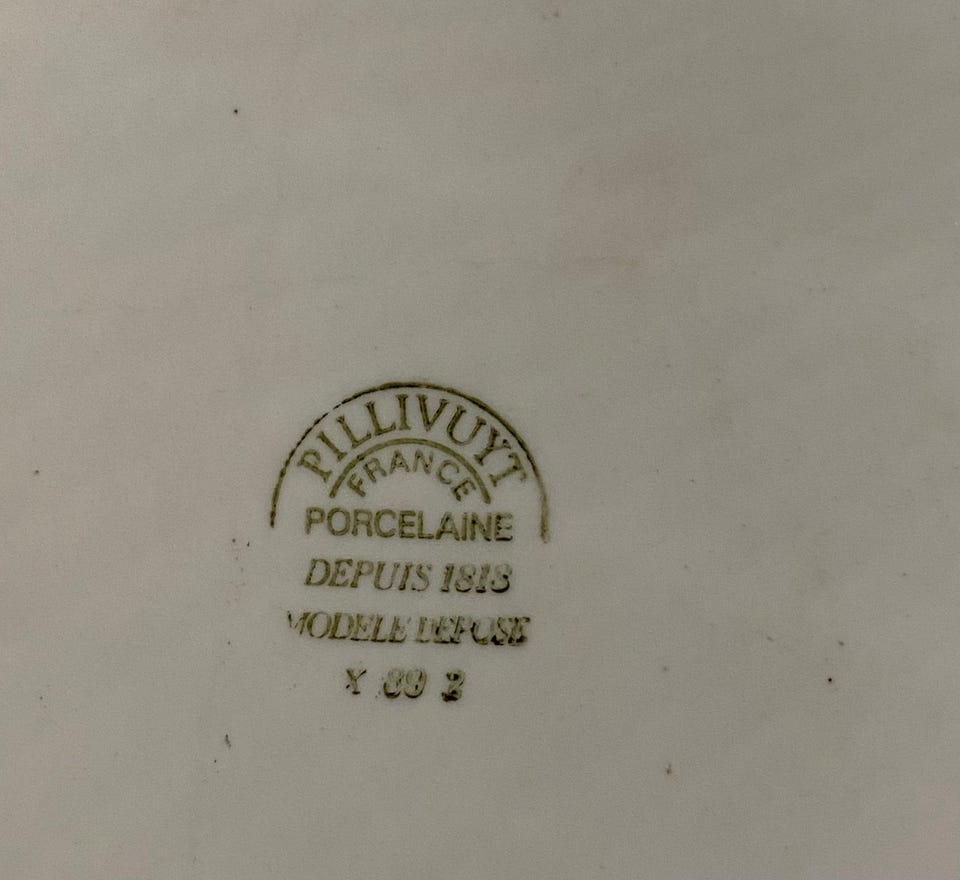 PILLIVUYT
FRANCE
PORCELAINE
DEPUIS 1818
MODELE DEPOSE
X 89 2